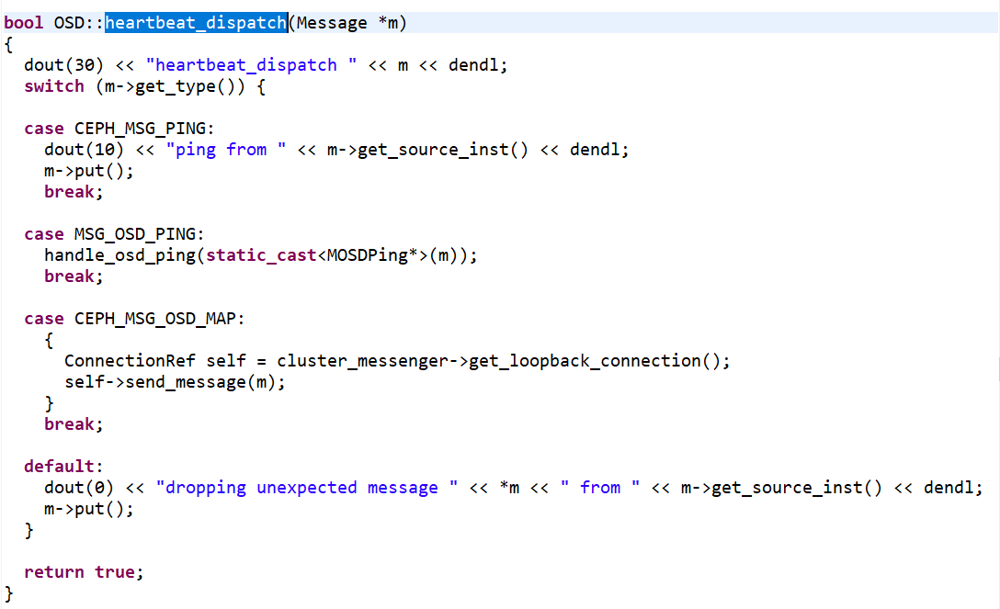 bool OSD::heartbeat_dispatch(Message *m)
{
  dout(30) << "heartbeat_dispatch " << m << dendl;
  switch (m->get_type()) {

  case CEPH_MSG_PING:
    dout(10) << "ping from " << m->get_source_inst() << dendl;
    m->put();
    break;

  case MSG_OSD_PING:
    handle_osd_ping(static_cast<MOSDPing*>(m));
    break;

  case CEPH_MSG_OSD_MAP:
    {
      ConnectionRef self = cluster_messenger->get_loopback_connection();
      self->send_message(m);
    }
    break;

  default:
    dout(0) << "dropping unexpected message " << *m << " from " << m->get_source_inst() << dendl;
    m->put();
  }

  return true;
}